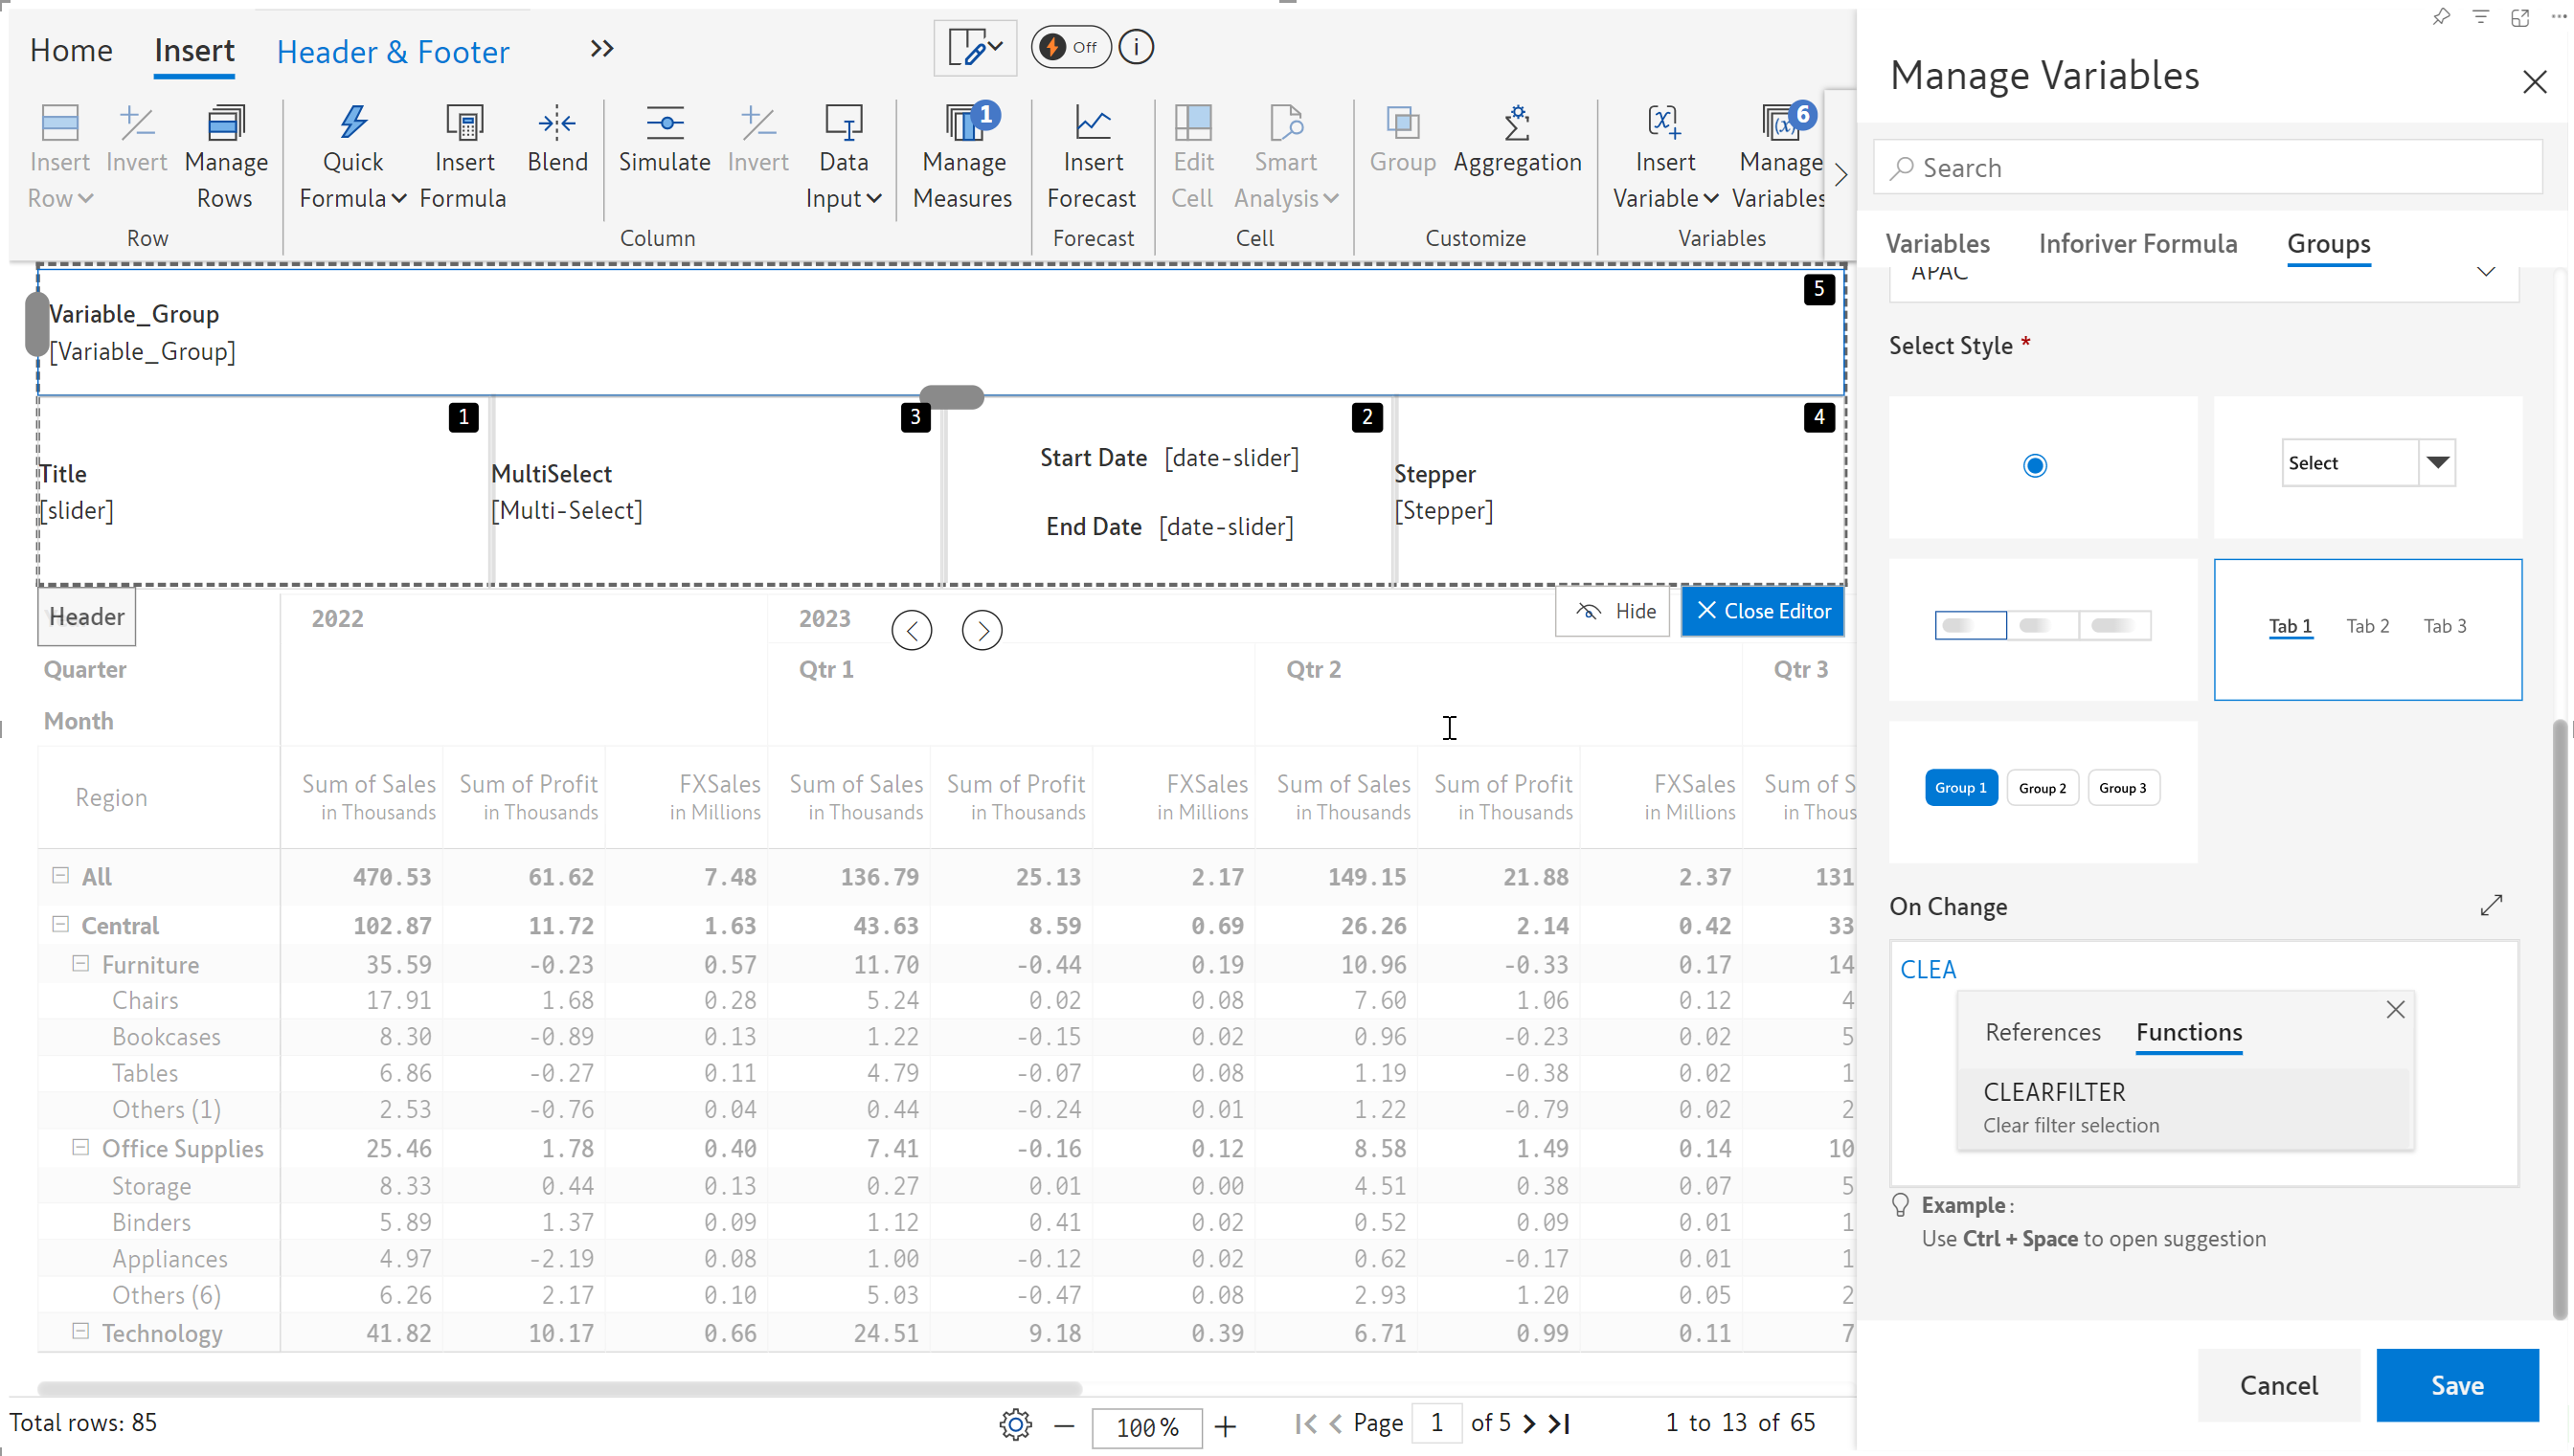 Home Insert Header & Footer
Off
Insert Row
Invert
Manage Rows
Row
Quick Formula
Insert Formula
Blend
Simulate
Invert
Data Input
Column
1
Manage Measures
Insert Forecast
Forecast
Edit Cell
Smart Analysis
Cell
Group
Aggregation
Customize
Insert Variable
6
Manage Variables
Variables
Variable_Group 5
[Variable_Group]
1 3 2 4
Title
[slider]
MultiSelect
[Multi-Select]
Start Date [date-slider]
End Date [date-slider]
Stepper
[Stepper]
Header
Hide
Close Editor
2022 2023
Quarter Qtr 1 Qtr 2 Qtr 3
Month
Region
Sum of Sales Sum of Profit FXSales Sum of Sales Sum of Profit FXSales Sum of Sales Sum of Profit FXSales Sum of S
in Thousands in Thousands in Millions in Thousands in Thousands in Millions in Thousands in Thousands in Millions in Thous
All 470.53 61.62 7.48 136.79 25.13 2.17 149.15 21.88 2.37 131
Central 102.87 11.72 1.63 43.63 8.59 0.69 26.26 2.14 0.42 33
Furniture 35.59 -0.23 0.57 11.70 -0.44 0.19 10.96 -0.33 0.17 14
Chairs 17.91 1.68 0.28 5.24 0.02 0.08 7.60 1.06 0.12 4
Bookcases 8.30 -0.89 0.13 1.22 -0.15 0.02 0.96 -0.23 0.02 5
Tables 6.86 -0.27 0.11 4.79 -0.07 0.08 1.19 -0.38 0.02 1
Others (1) 2.53 -0.76 0.04 0.44 -0.24 0.01 1.22 -0.79 0.02 2
Office Supplies 25.46 1.78 0.40 7.41 -0.16 0.12 8.58 1.49 0.14 10
Storage 8.33 0.44 0.13 0.27 0.01 0.00 4.51 0.38 0.07 5
Binders 5.89 1.37 0.09 1.12 0.41 0.02 0.52 0.09 0.01 1
Appliances 4.97 -2.19 0.08 1.00 -0.12 0.02 0.62 -0.17 0.01 1
Others (6) 6.26 2.17 0.10 5.03 -0.47 0.08 2.93 1.20 0.05 2
Technology 41.82 10.17 0.66 24.51 9.18 0.39 6.71 0.99 0.11 7
Total rows: 85
100 %
Page 1 of 5
1 to 13 of 65
Manage Variables
Search
Variables Inforiver Formula Groups
APAC
Select Style *
Select
Tab 1 Tab 2 Tab 3
Group 1 Group 2 Group 3
On Change
CLEA
References Functions
CLEARFILTER
Clear filter selection
Example :
Use Ctrl + Space to open suggestion
Cancel Save